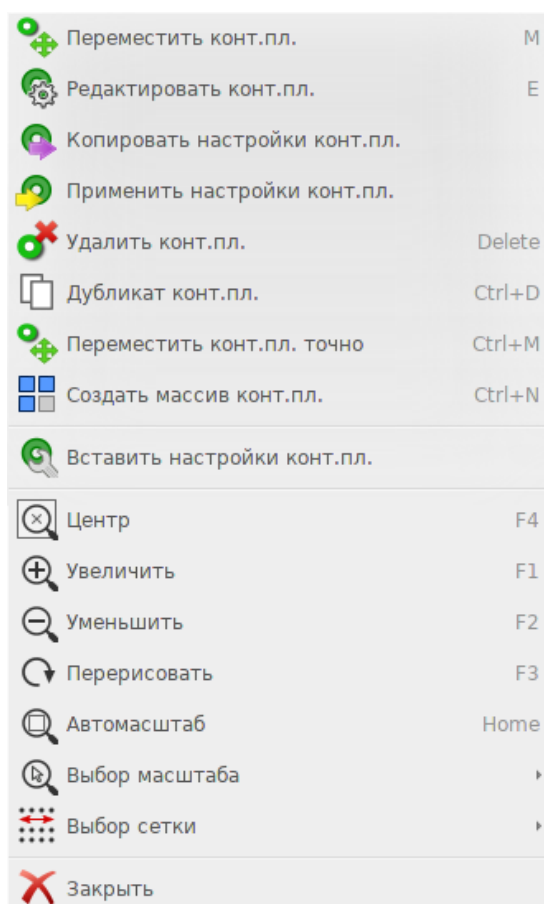 Переместить конт.пл. M
Редактировать конт.пл. E
Копировать настройки конт.пл.
Применить настройки конт.пл.
Удалить конт.пл. Delete
Дубликат конт.пл. Ctrl+D
Переместить конт.пл. точно Ctrl+M
Создать массив конт.пл. Ctrl+N
Вставить настройки конт.пл.
Центр F4
Увеличить F1
Уменьшить F2
Перерисовать F3
Автомасштаб Home
Выбор масштаба
Выбор сетки
Закрыть